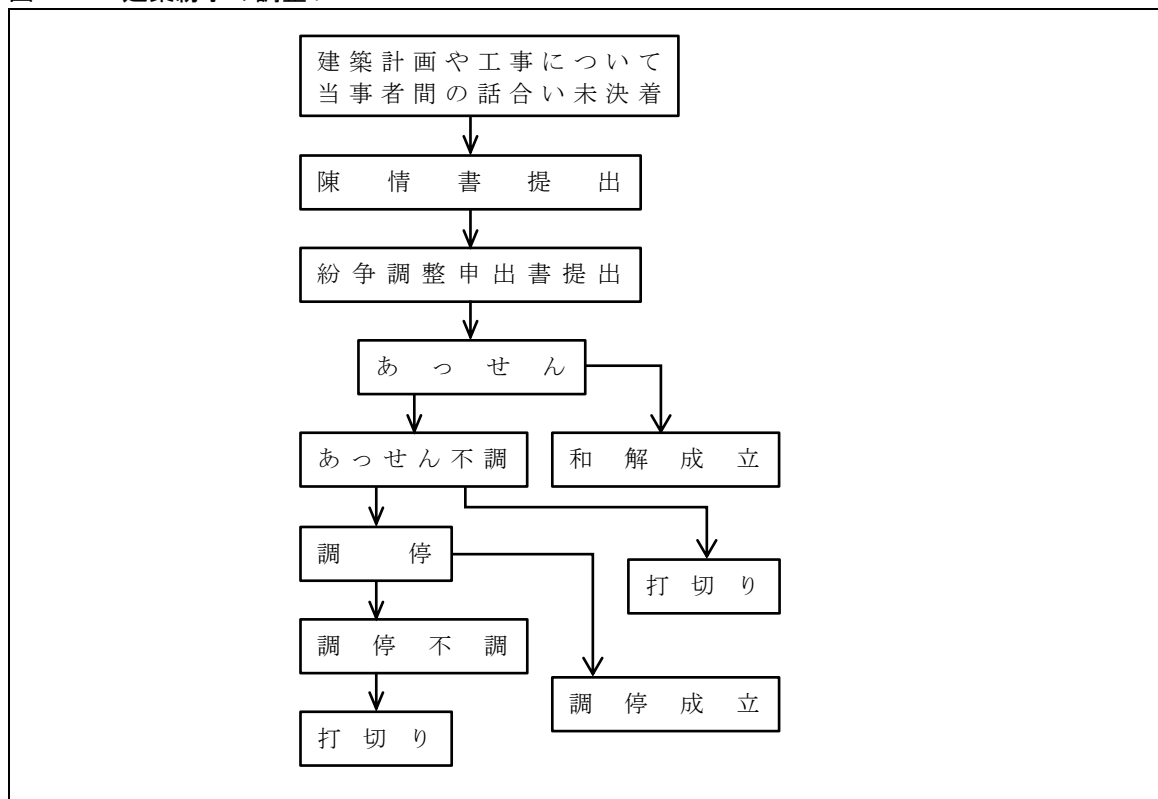 建築計画や工事について
当事者間の話合い未決着
陳情書提出
紛争調整申出書提出
あっせん
あっせん不調
和解成立
調停
打切り
調停不調
調停成立
打切り